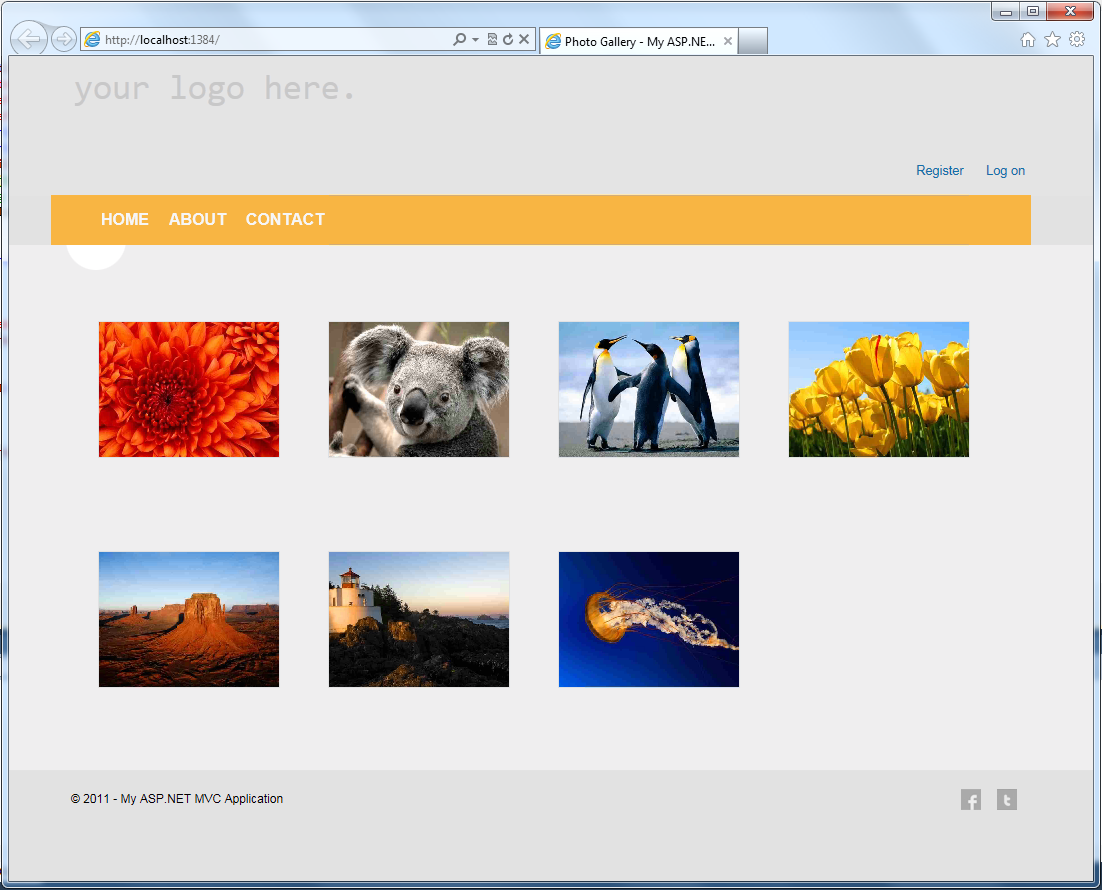 http://localhost:1384/
Photo Gallery - My ASP.NE...
your logo here.
Register Log on
HOME ABOUT CONTACT
© 2011 - My ASP.NET MVC Application